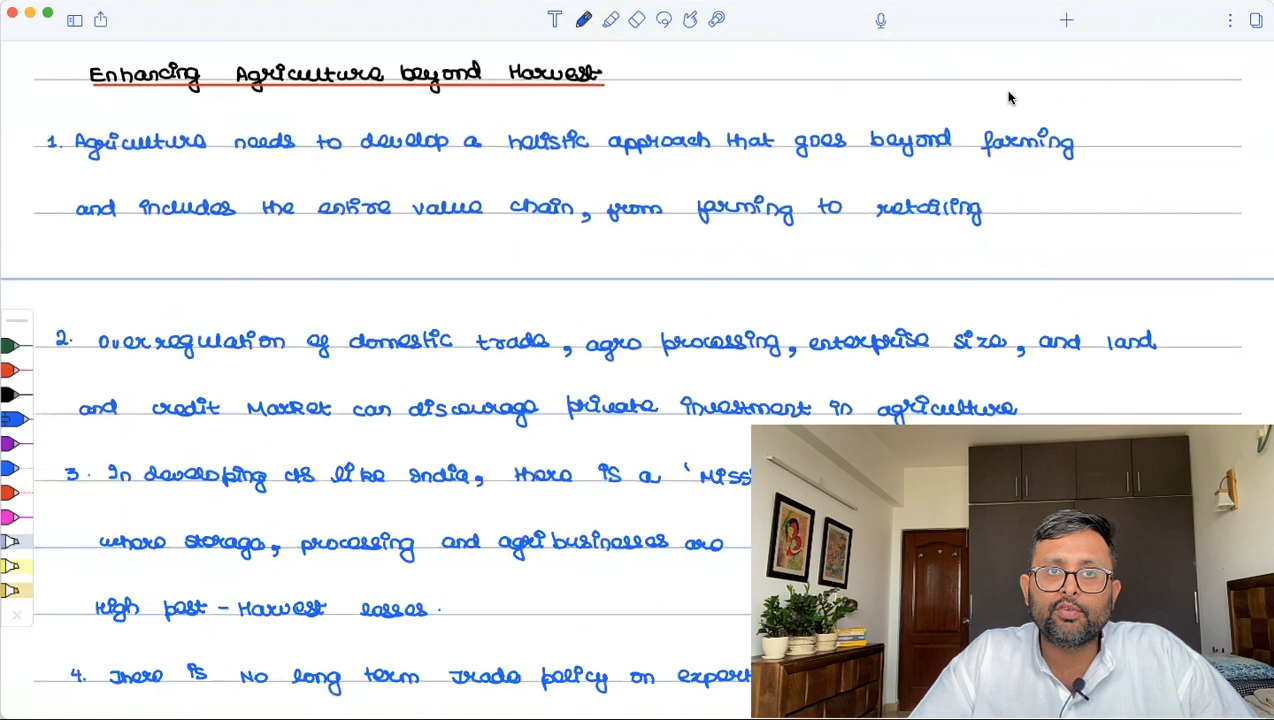 Enhancing Agriculture beyond Harvest
1. Agriculture needs to develop a holistic approach that goes beyond farming
and includes the entire value chain, from farming to retailing
2. Over regulation of domestic trade, agro processing, enterprise size, and land
and credit Market can discourage private investment in agriculture
3. In developing cts like India, there is a 'Miss
where storage, processing and agribusinesses are
High post-Harvest losses.
4. There is No long term Trade policy on export